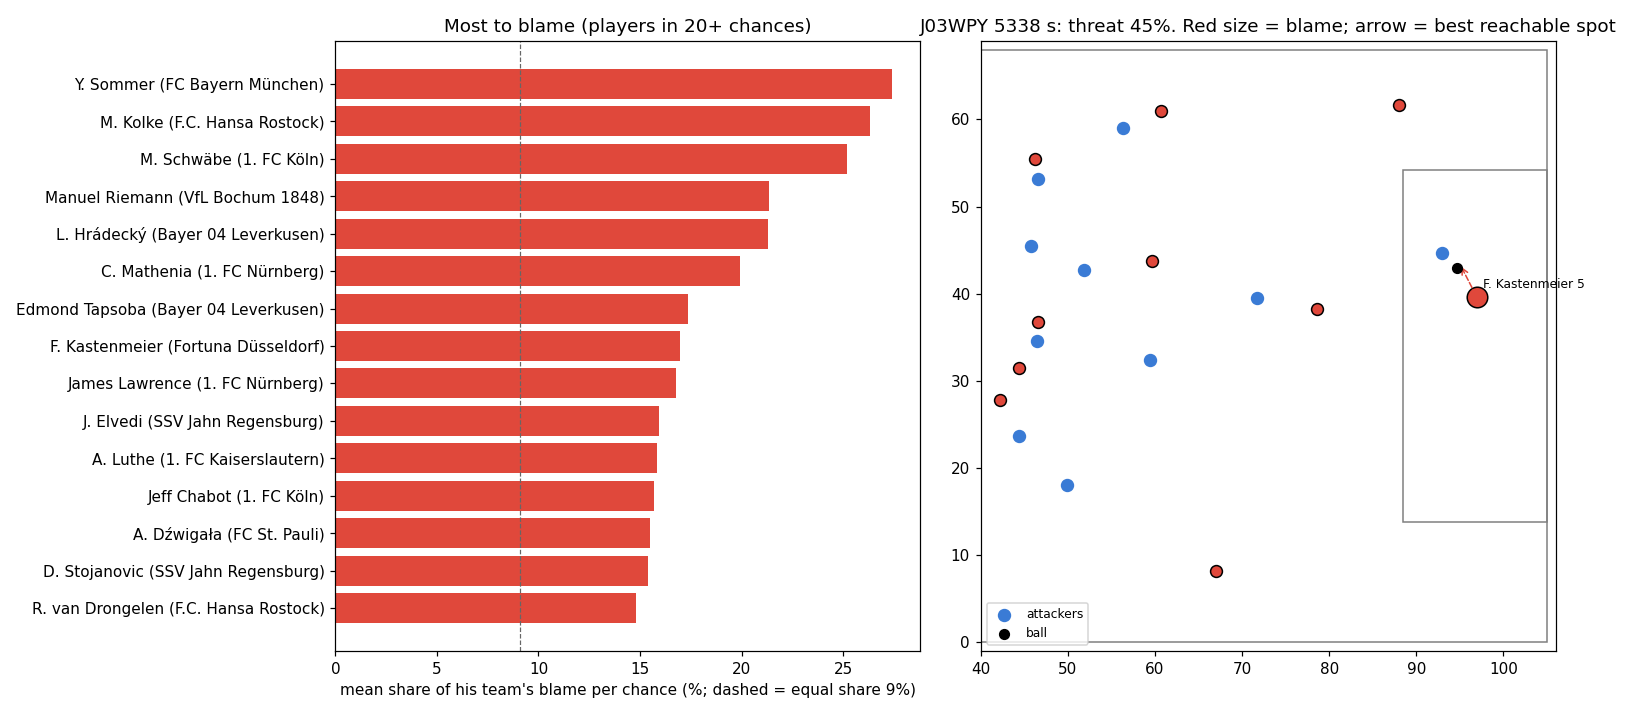 Most to blame (players in 20+ chances)
Y. Sommer (FC Bayern München)
M. Kolke (F.C. Hansa Rostock)
M. Schwäbe (1. FC Köln)
Manuel Riemann (VfL Bochum 1848)
L. Hrádecký (Bayer 04 Leverkusen)
C. Mathenia (1. FC Nürnberg)
Edmond Tapsoba (Bayer 04 Leverkusen)
F. Kastenmeier (Fortuna Düsseldorf)
James Lawrence (1. FC Nürnberg)
J. Elvedi (SSV Jahn Regensburg)
A. Luthe (1. FC Kaiserslautern)
Jeff Chabot (1. FC Köln)
A. Dźwigała (FC St. Pauli)
D. Stojanovic (SSV Jahn Regensburg)
R. van Drongelen (F.C. Hansa Rostock)
0 5 10 15 20 25
mean share of his team's blame per chance (%; dashed = equal share 9%)
J03WPY 5338 s: threat 45%. Red size = blame; arrow = best reachable spot
60
50
40
30
20
10
0
F. Kastenmeier 5
attackers
ball
40 50 60 70 80 90 100